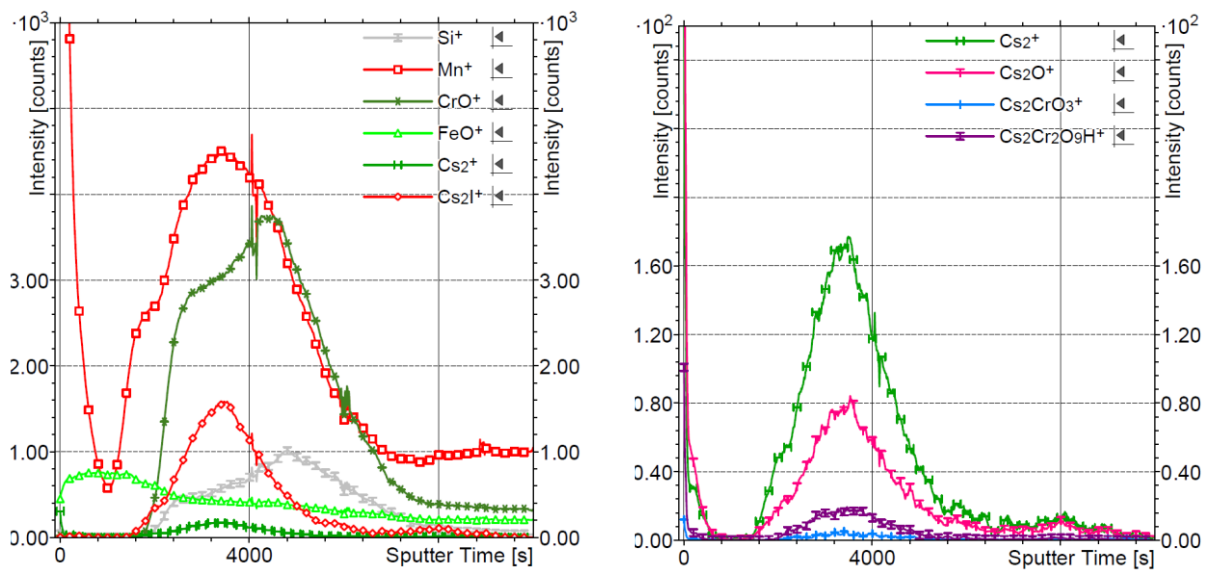 ·10³
·10³
Intensity [counts]
Intensity [counts]
Si⁺
Mn⁺
CrO⁺
FeO⁺
Cs₂⁺
Cs₂I⁺
3.00
3.00
2.00
2.00
1.00
1.00
0.00
0.00
0
4000
Sputter Time [s]
·10²
·10²
Intensity [counts]
Intensity [counts]
Cs₂⁺
Cs₂O⁺
Cs₂CrO₃⁺
Cs₂Cr₂O₉H⁺
1.60
1.60
1.20
1.20
0.80
0.80
0.40
0.40
0.00
0.00
0
4000
Sputter Time [s]